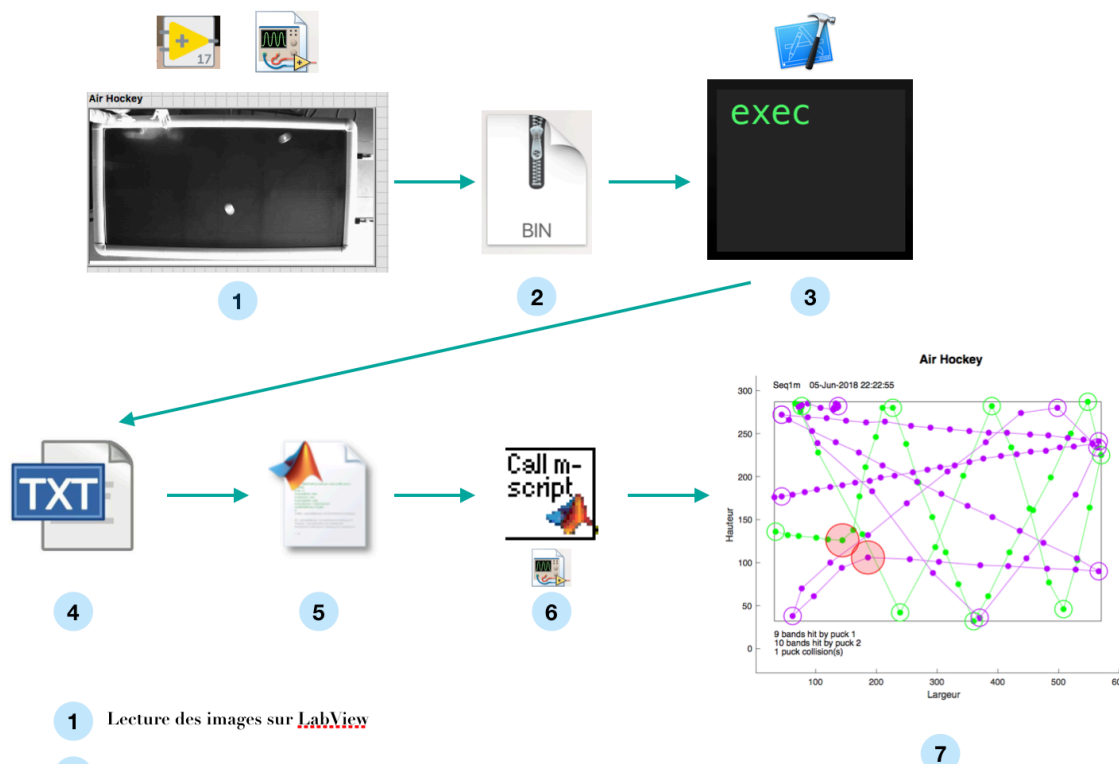 17
Air Hockey
exec
BIN
1
2
3
TXT
Call m-
script
4
5
6
Air Hockey
Seq1m 05-Jun-2018 22:22:55
300
250
200
150
100
50
0
Hauteur
9 bands hit by puck 1
10 bands hit by puck 2
1 puck collision(s)
100 200 300 400 500 60
Largeur
7
1 Lecture des images sur LabView